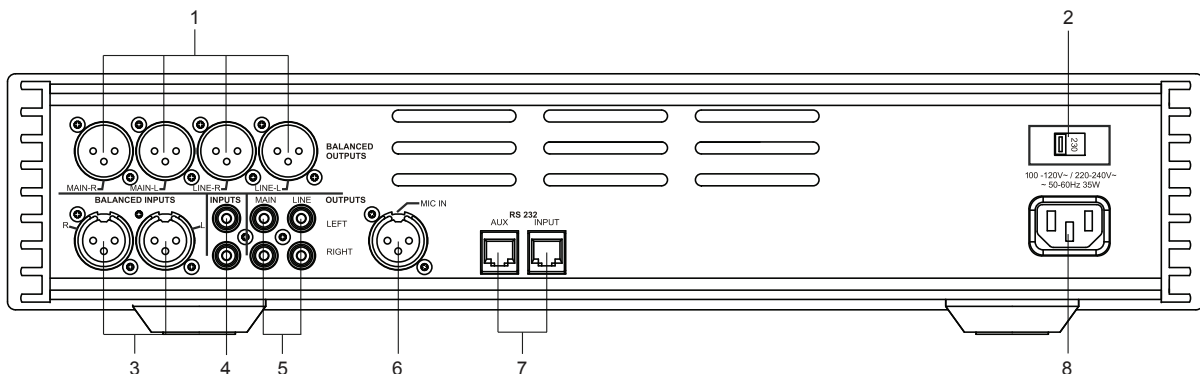 1
2
BALANCED
OUTPUTS
MAIN-R
MAIN-L
LINE-R
LINE-L
230
100 -120V~ / 220-240V~
~ 50-60Hz 35W
BALANCED INPUTS
INPUTS
MAIN
LINE
OUTPUTS
R
L
LEFT
RIGHT
MIC IN
RS 232
AUX
INPUT
3
4
5
6
7
8